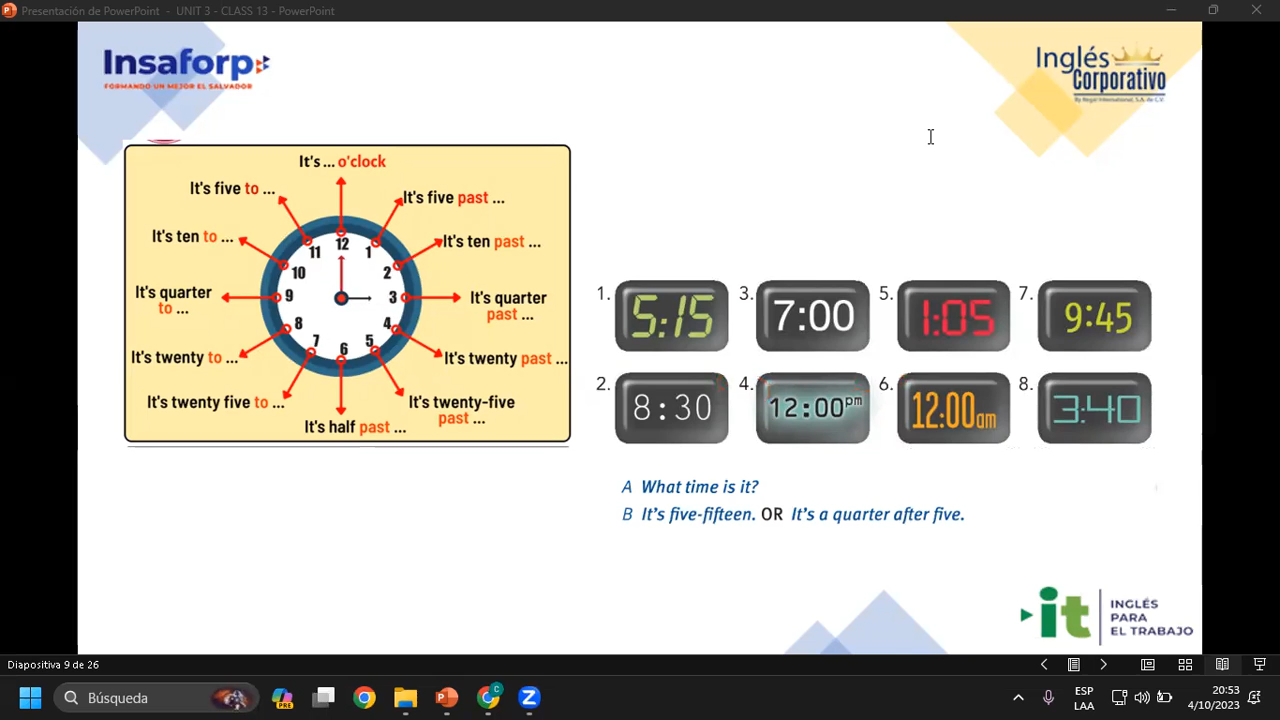 Presentación de PowerPoint - UNIT 3 - CLASS 13 - PowerPoint
Insaforp
FORMANDO UN MEJOR EL SALVADOR
Inglés
Corporativo
By Regal International, S.A. de C.V.
It's ... o'clock
It's five to ...
It's five past ...
It's ten to ...
It's ten past ...
It's quarter
to ...
It's quarter
past ...
It's twenty to ...
It's twenty past ...
It's twenty five to ...
It's twenty-five
past ...
It's half past ...
12
1
2
3
4
5
6
7
8
9
10
11
1. 5:15
3. 7:00
5. 1:05
7. 9:45
2. 8:30
4. 12:00pm
6. 12:00am
8. 3:40
A What time is it?
B It's five-fifteen. OR It's a quarter after five.
it
INGLÉS
PARA
EL TRABAJO
Diapositiva 9 de 26
Búsqueda
PRE
C
ESP
LAA
20:53
4/10/2023